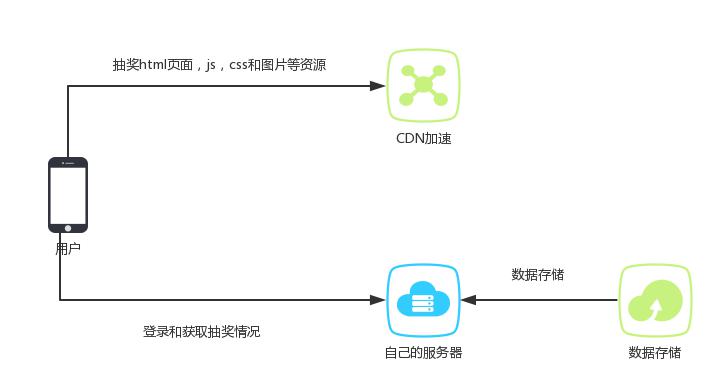 抽奖html页面，js，css和图片等资源
CDN加速
用户
数据存储
登录和获取抽奖情况
自己的服务器
数据存储